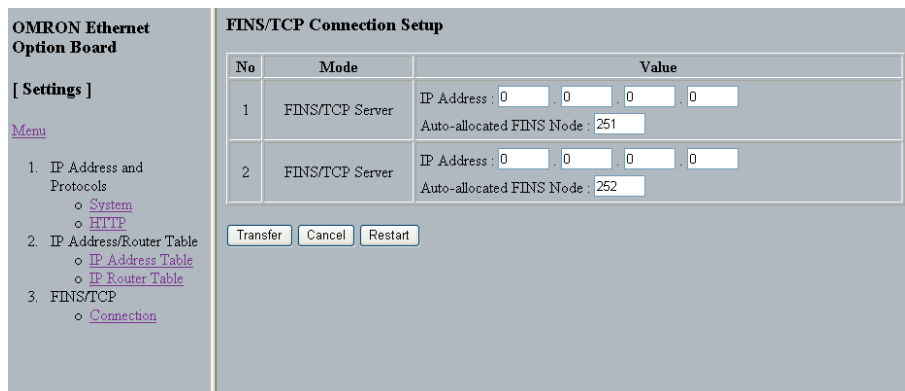 OMRON Ethernet
Option Board
[ Settings ]
Menu
1. IP Address and
Protocols
o System
o HTTP
2. IP Address/Router Table
o IP Address Table
o IP Router Table
3. FINS/TCP
o Connection
FINS/TCP Connection Setup
No Mode Value
1 FINS/TCP Server IP Address : 0 . 0 . 0 . 0
Auto-allocated FINS Node : 251
2 FINS/TCP Server IP Address : 0 . 0 . 0 . 0
Auto-allocated FINS Node : 252
Transfer Cancel Restart